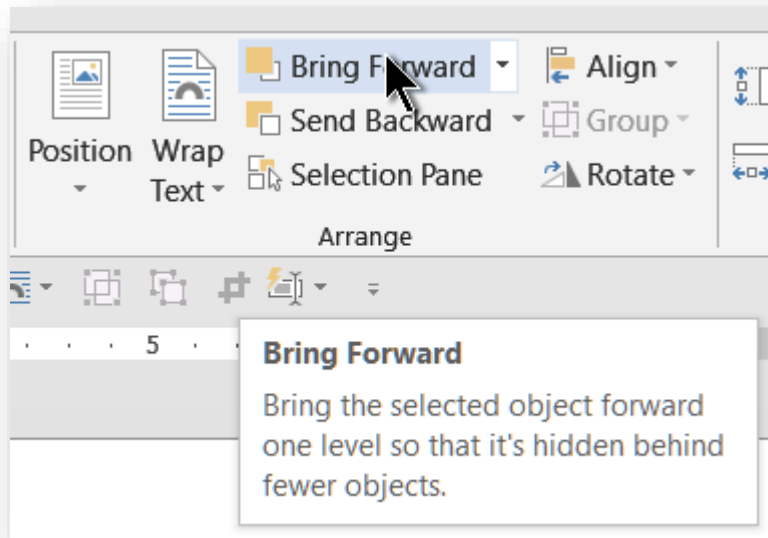 Bring Forward
Align
Send Backward
Group
Position
Wrap
Text
Selection Pane
Rotate
Arrange
5
Bring Forward
Bring the selected object forward
one level so that it's hidden behind
fewer objects.